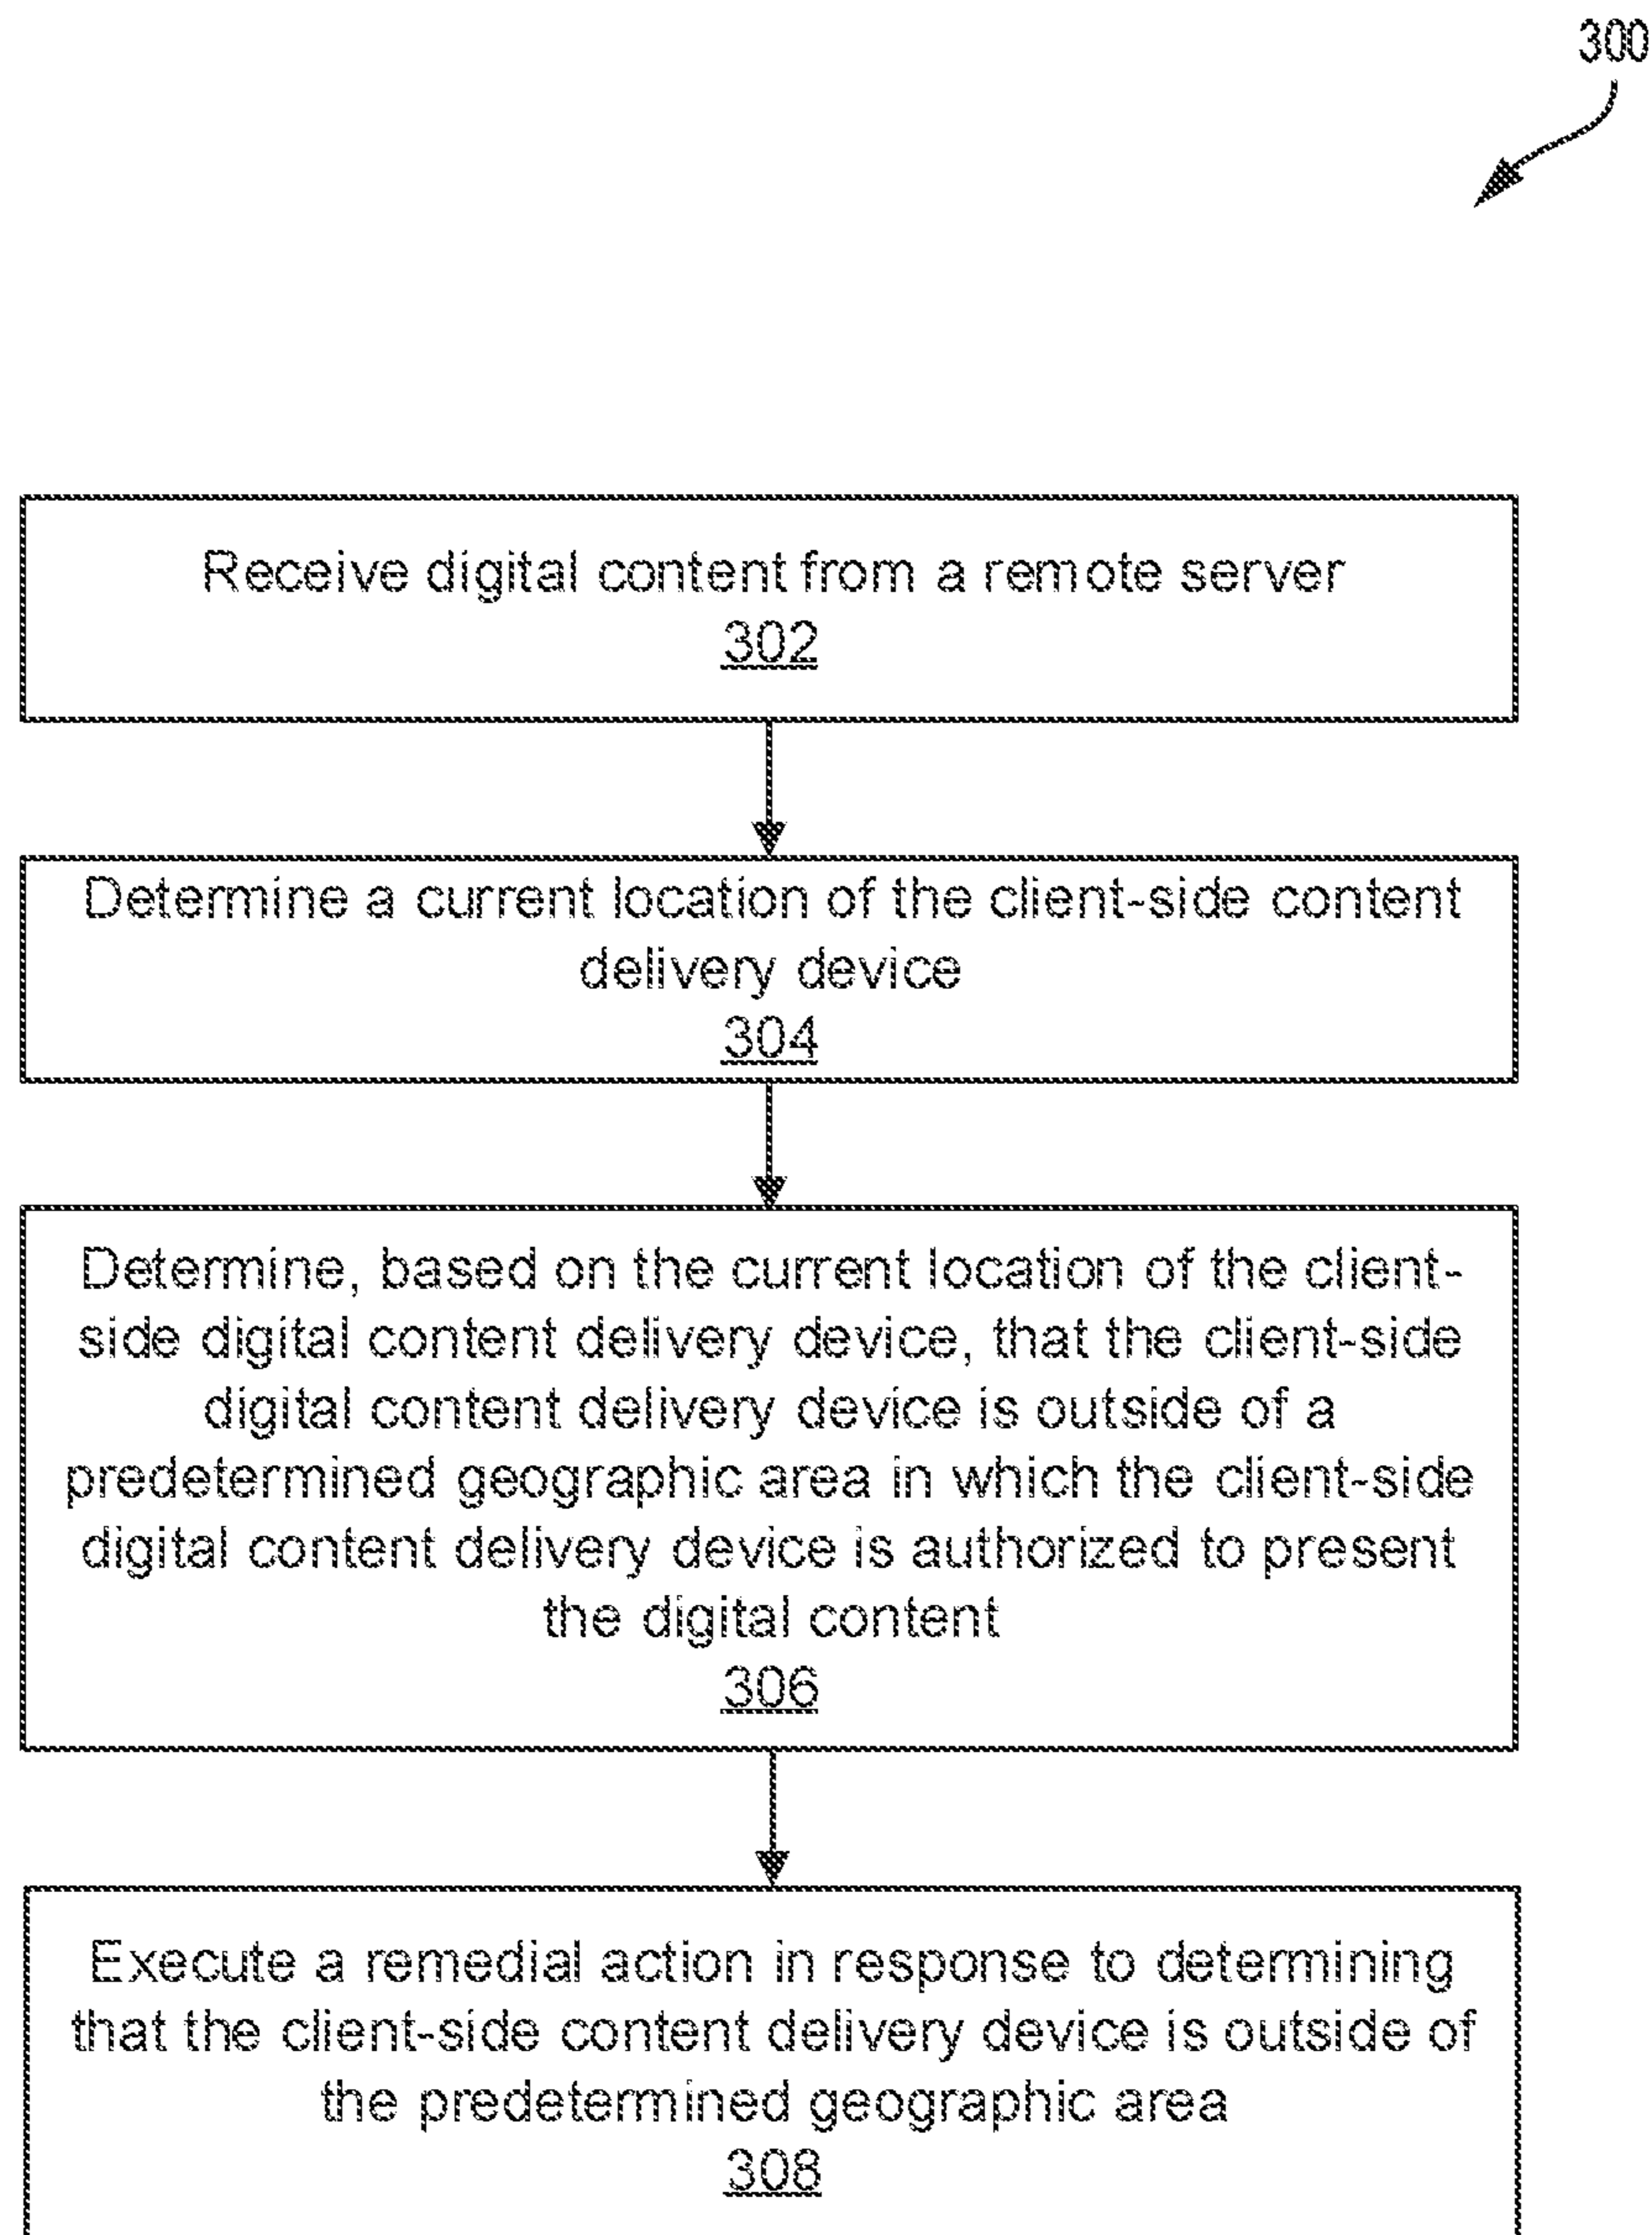 300
Receive digital content from a remote server
302
Determine a current location of the client-side content
delivery device
304
Determine, based on the current location of the client-
side digital content delivery device, that the client-side
digital content delivery device is outside of a
predetermined geographic area in which the client-side
digital content delivery device is authorized to present
the digital content
306
Execute a remedial action in response to determining
that the client-side content delivery device is outside of
the predetermined geographic area
308